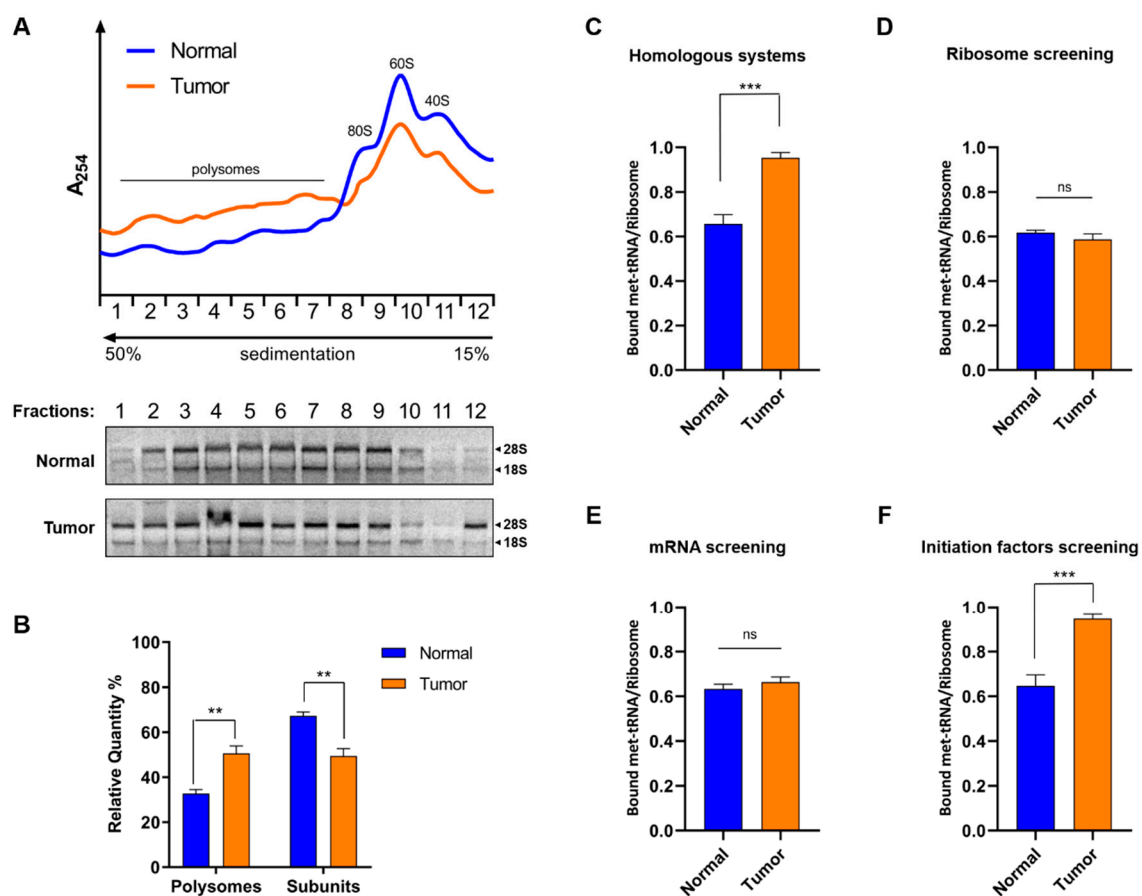 A
Normal
Tumor
60S
40S
80S
polysomes
A254
1 2 3 4 5 6 7 8 9 10 11 12
50% sedimentation 15%
Fractions: 1 2 3 4 5 6 7 8 9 10 11 12
Normal
28S
18S
Tumor
28S
18S
B
Relative Quantity %
100
80
60
40
20
0
**
**
Normal
Tumor
Polysomes Subunits
C
Homologous systems
***
Bound met-tRNA/Ribosome
1.0
0.8
0.6
0.4
0.2
0.0
Normal
Tumor
D
Ribosome screening
ns
Bound met-tRNA/Ribosome
1.0
0.8
0.6
0.4
0.2
0.0
Normal
Tumor
E
mRNA screening
ns
Bound met-tRNA/Ribosome
1.0
0.8
0.6
0.4
0.2
0.0
Normal
Tumor
F
Initiation factors screening
***
Bound met-tRNA/Ribosome
1.0
0.8
0.6
0.4
0.2
0.0
Normal
Tumor